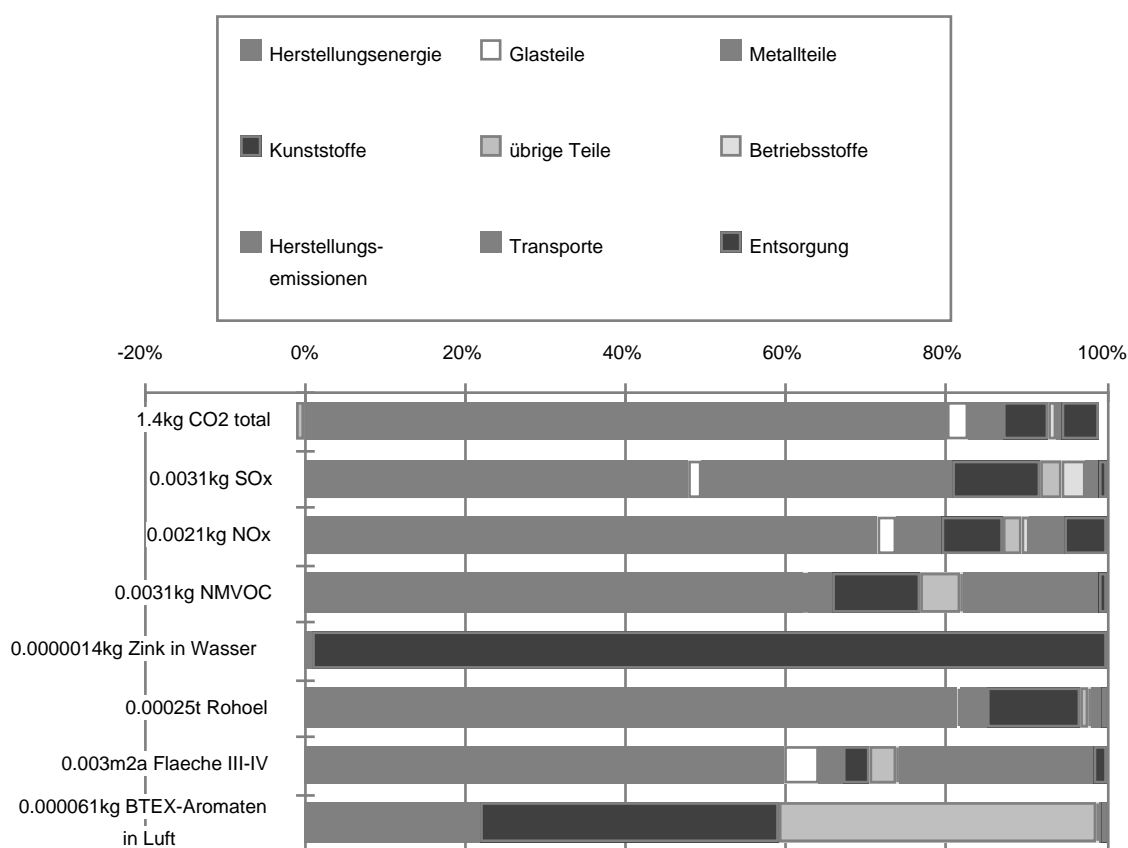 Herstellungsenergie
Glasteile
Metallteile
Kunststoffe
übrige Teile
Betriebsstoffe
Herstellungs-
emissionen
Transporte
Entsorgung
-20%
0%
20%
40%
60%
80%
100%
1.4kg CO2 total
0.0031kg SOx
0.0021kg NOx
0.0031kg NMVOC
0.0000014kg Zink in Wasser
0.00025t Rohoel
0.003m2a Flaeche III-IV
0.000061kg BTEX-Aromaten
in Luft